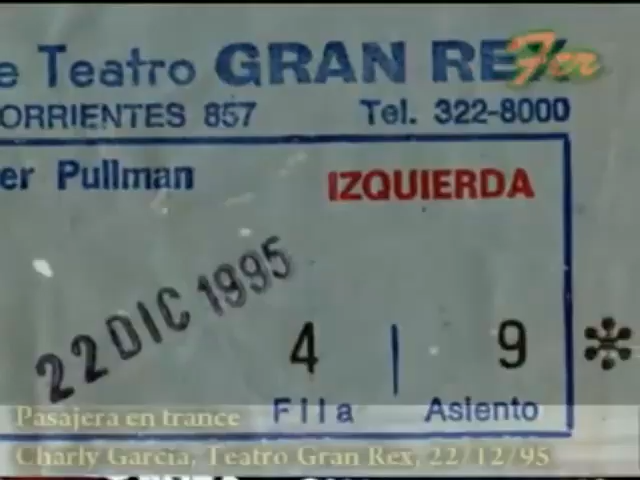 e Teatro GRAN REX
Fer
ORRIENTES 857 Tel. 322-8000
er Pullman IZQUIERDA
22 DIC 1995
4 9
Fila Asiento
Pasajera en trance
Charly García, Teatro Gran Rex, 22/12/95